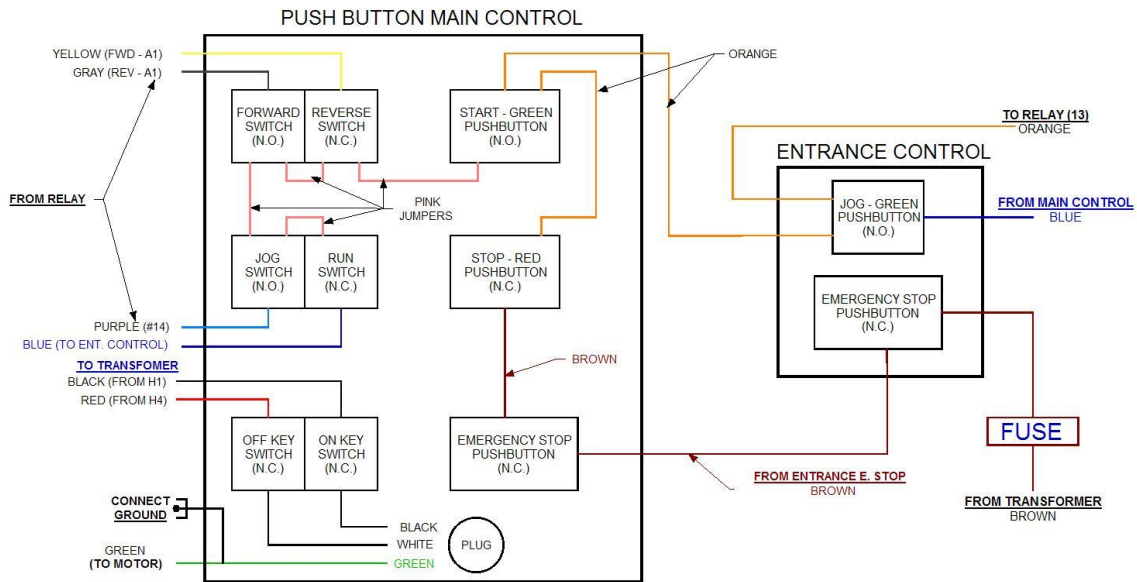 PUSH BUTTON MAIN CONTROL
YELLOW (FWD - A1)
GRAY (REV - A1)
ORANGE
FORWARD
SWITCH
(N.O.)
REVERSE
SWITCH
(N.C.)
START - GREEN
PUSHBUTTON
(N.O.)
TO RELAY (13)
ORANGE
ENTRANCE CONTROL
FROM RELAY
PINK
JUMPERS
JOG - GREEN
PUSHBUTTON
(N.O.)
FROM MAIN CONTROL
BLUE
JOG
SWITCH
(N.O.)
RUN
SWITCH
(N.C.)
STOP - RED
PUSHBUTTON
(N.C.)
EMERGENCY STOP
PUSHBUTTON
(N.C.)
PURPLE (#14)
BLUE (TO ENT. CONTROL)
TO TRANSFOMER
BLACK (FROM H1)
RED (FROM H4)
BROWN
OFF KEY
SWITCH
(N.C.)
ON KEY
SWITCH
(N.C.)
EMERGENCY STOP
PUSHBUTTON
(N.C.)
FUSE
FROM ENTRANCE E. STOP
BROWN
FROM TRANSFORMER
BROWN
CONNECT
GROUND
BLACK
WHITE
GREEN
PLUG
GREEN
(TO MOTOR)